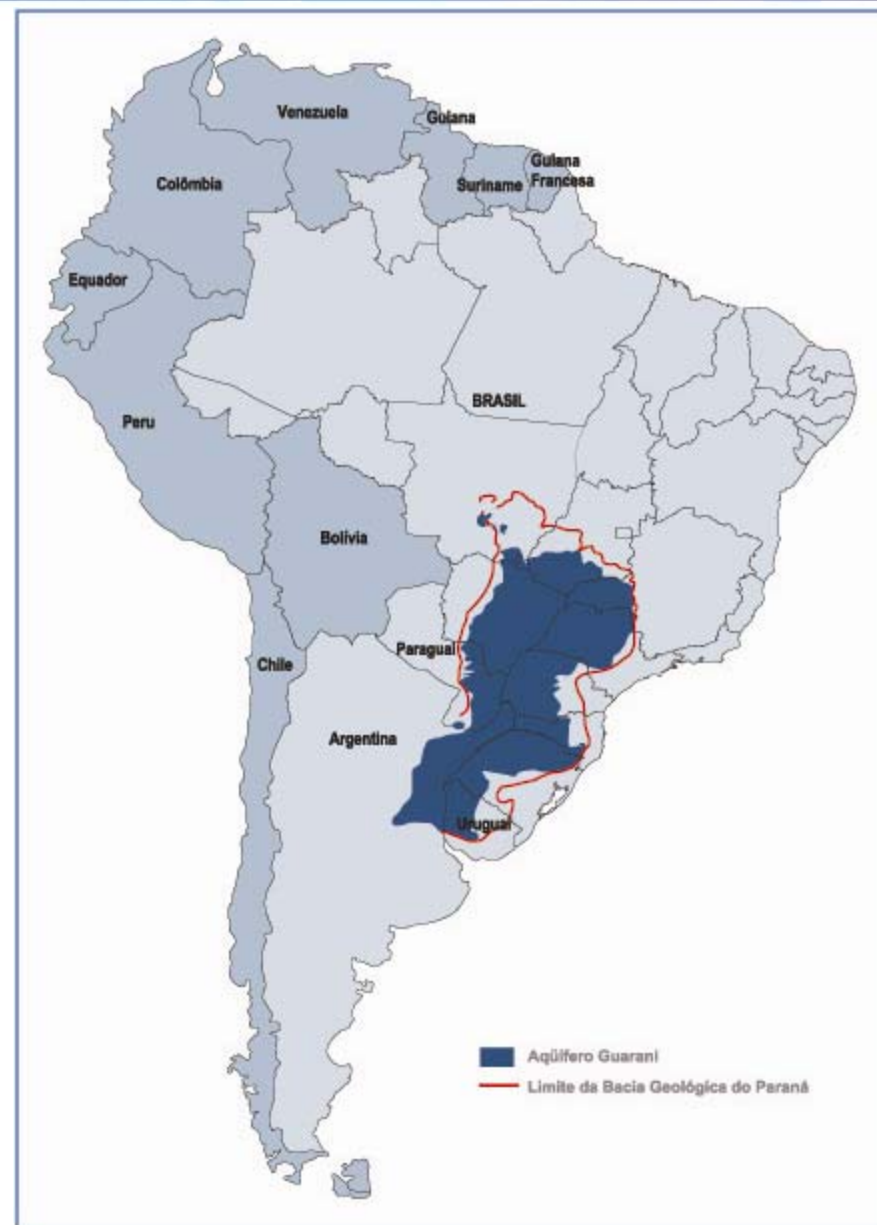 Venezuela
Guiana
Guiana
Francesa
Suriname
Colômbia
Equador
BRASIL
Peru
Bolívia
Paraguai
Chile
Argentina
Uruguai
Aqüífero Guarani
Limite da Bacia Geológica do Paraná